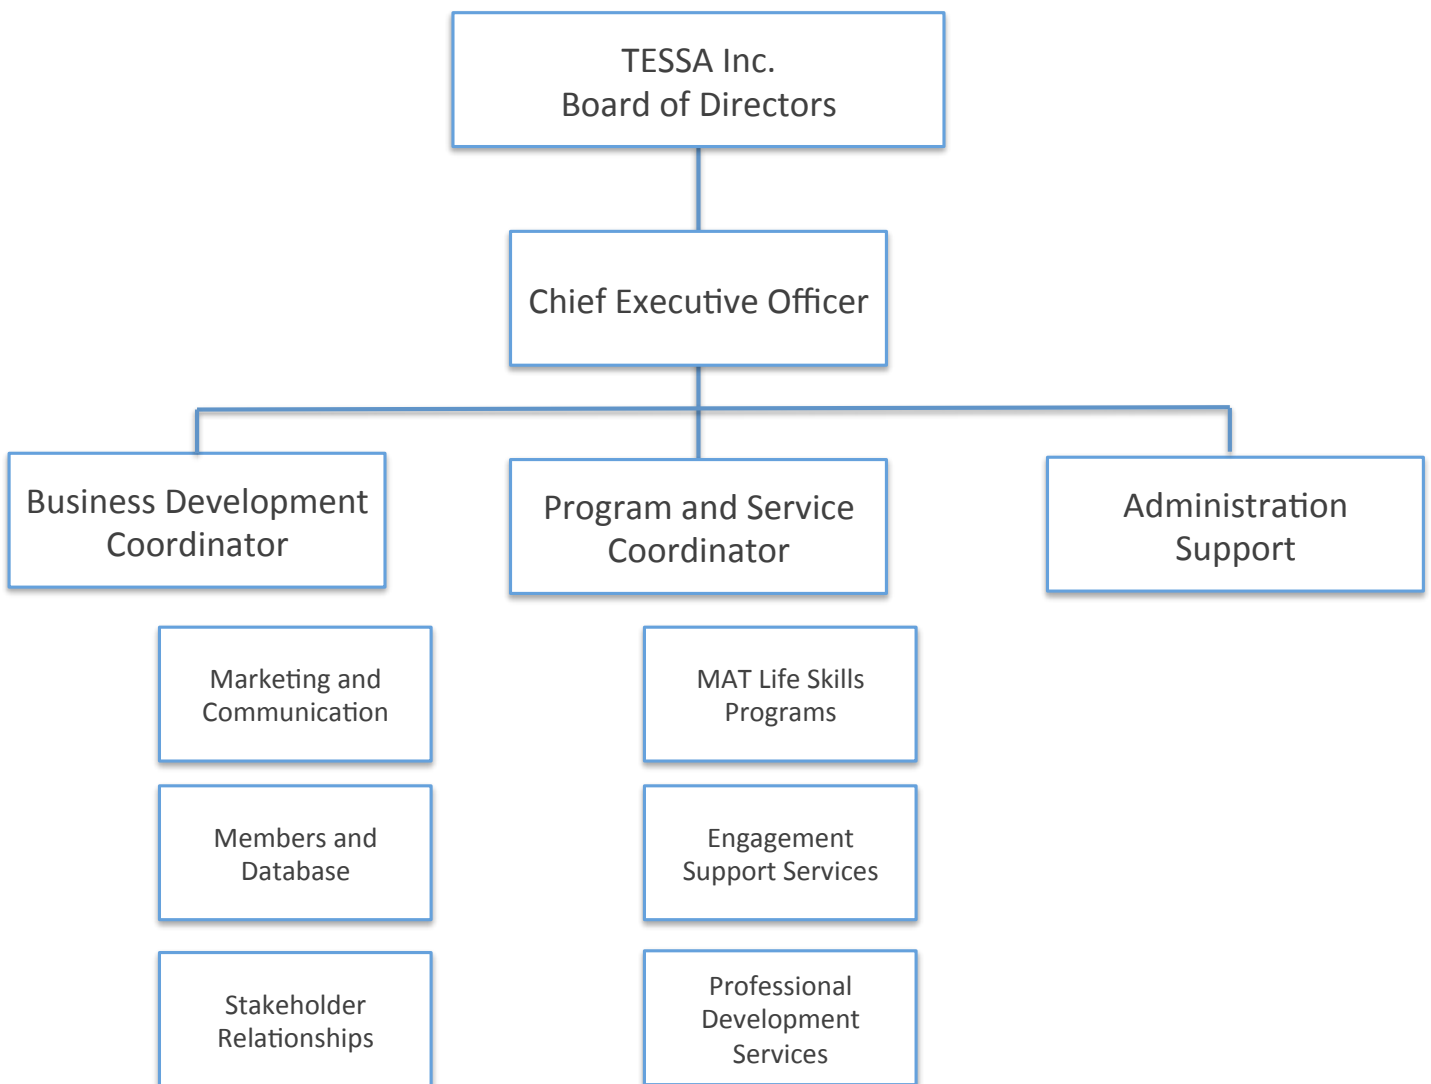 TESSA Inc.
Board of Directors
Chief Executive Officer
Business Development
Coordinator
Program and Service
Coordinator
Administration
Support
Marketing and
Communication
MAT Life Skills
Programs
Members and
Database
Engagement
Support Services
Stakeholder
Relationships
Professional
Development
Services